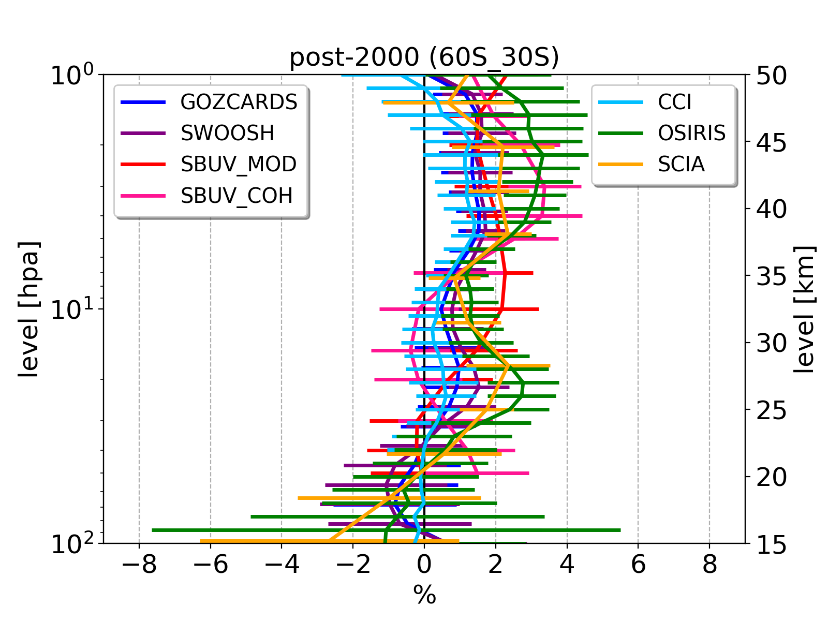 post-2000 (60S_30S)
GOZCARDS
SWOOSH
SBUV_MOD
SBUV_COH
CCI
OSIRIS
SCIA
level [hpa]
10⁰
10¹
10²
level [km]
50
45
40
35
30
25
20
15
−8 −6 −4 −2 0 2 4 6 8
%